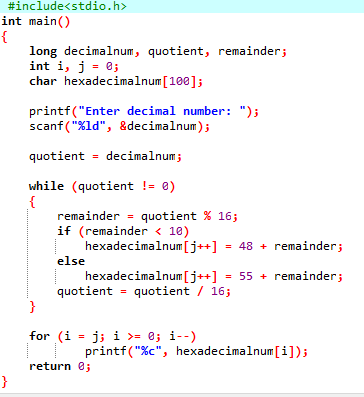 #include<stdio.h>
int main()
{
    long decimalnum, quotient, remainder;
    int i, j = 0;
    char hexadecimalnum[100];

    printf("Enter decimal number: ");
    scanf("%ld", &decimalnum);

    quotient = decimalnum;

    while (quotient != 0)
    {
        remainder = quotient % 16;
        if (remainder < 10)
            hexadecimalnum[j++] = 48 + remainder;
        else
            hexadecimalnum[j++] = 55 + remainder;
        quotient = quotient / 16;
    }

    for (i = j; i >= 0; i--)
            printf("%c", hexadecimalnum[i]);
    return 0;
}